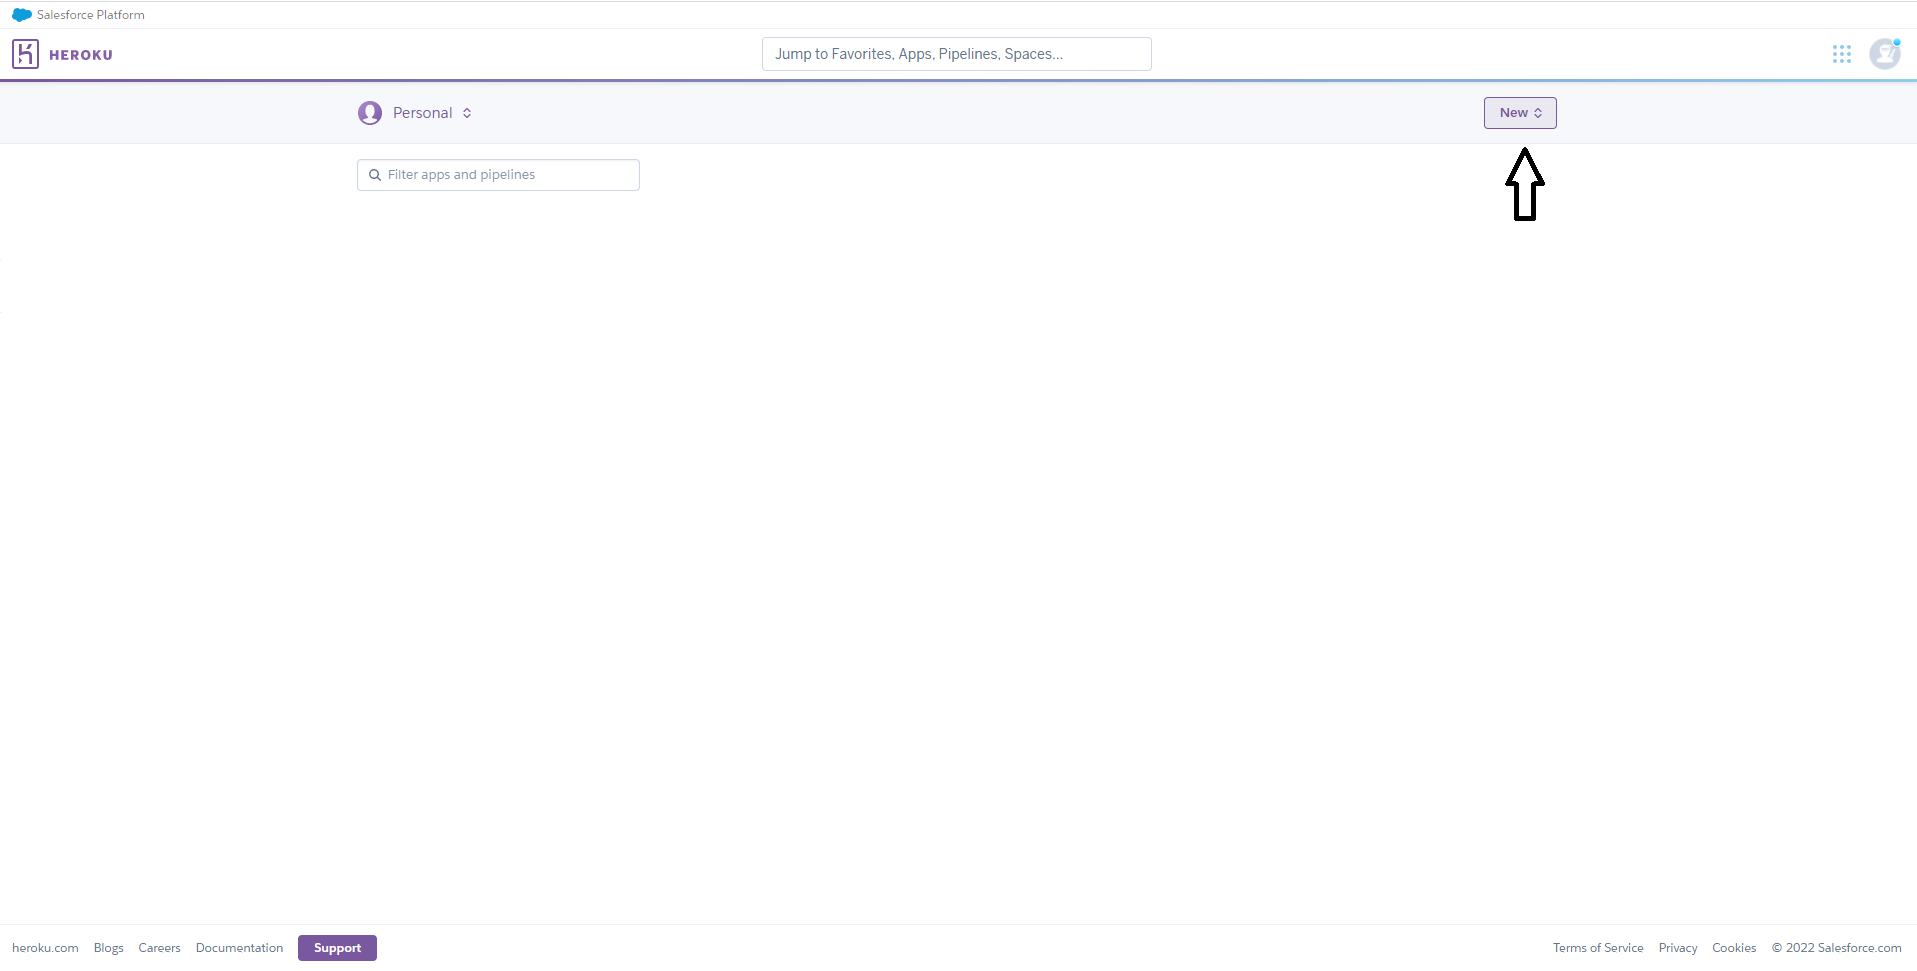 Salesforce Platform
HEROKU
Jump to Favorites, Apps, Pipelines, Spaces...
Personal
New
Filter apps and pipelines
heroku.com Blogs Careers Documentation Support
Terms of Service Privacy Cookies © 2022 Salesforce.com